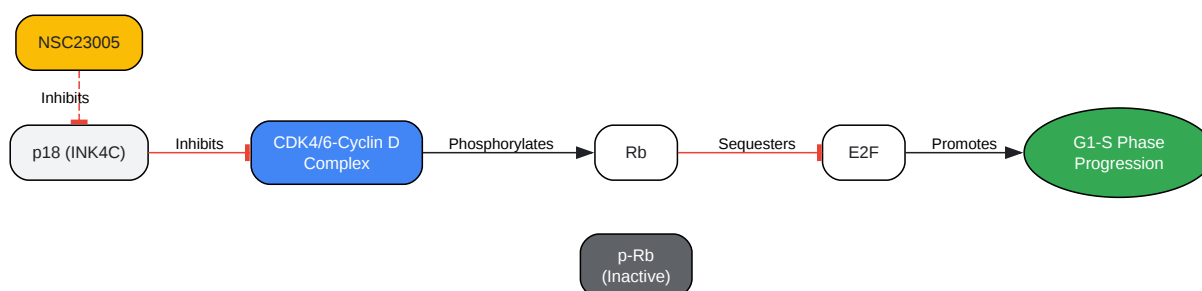 NSC23005
Inhibits
p18 (INK4C)
Inhibits
CDK4/6-Cyclin D
Complex
Phosphorylates
Rb
Sequesters
E2F
Promotes
G1-S Phase
Progression
p-Rb
(Inactive)